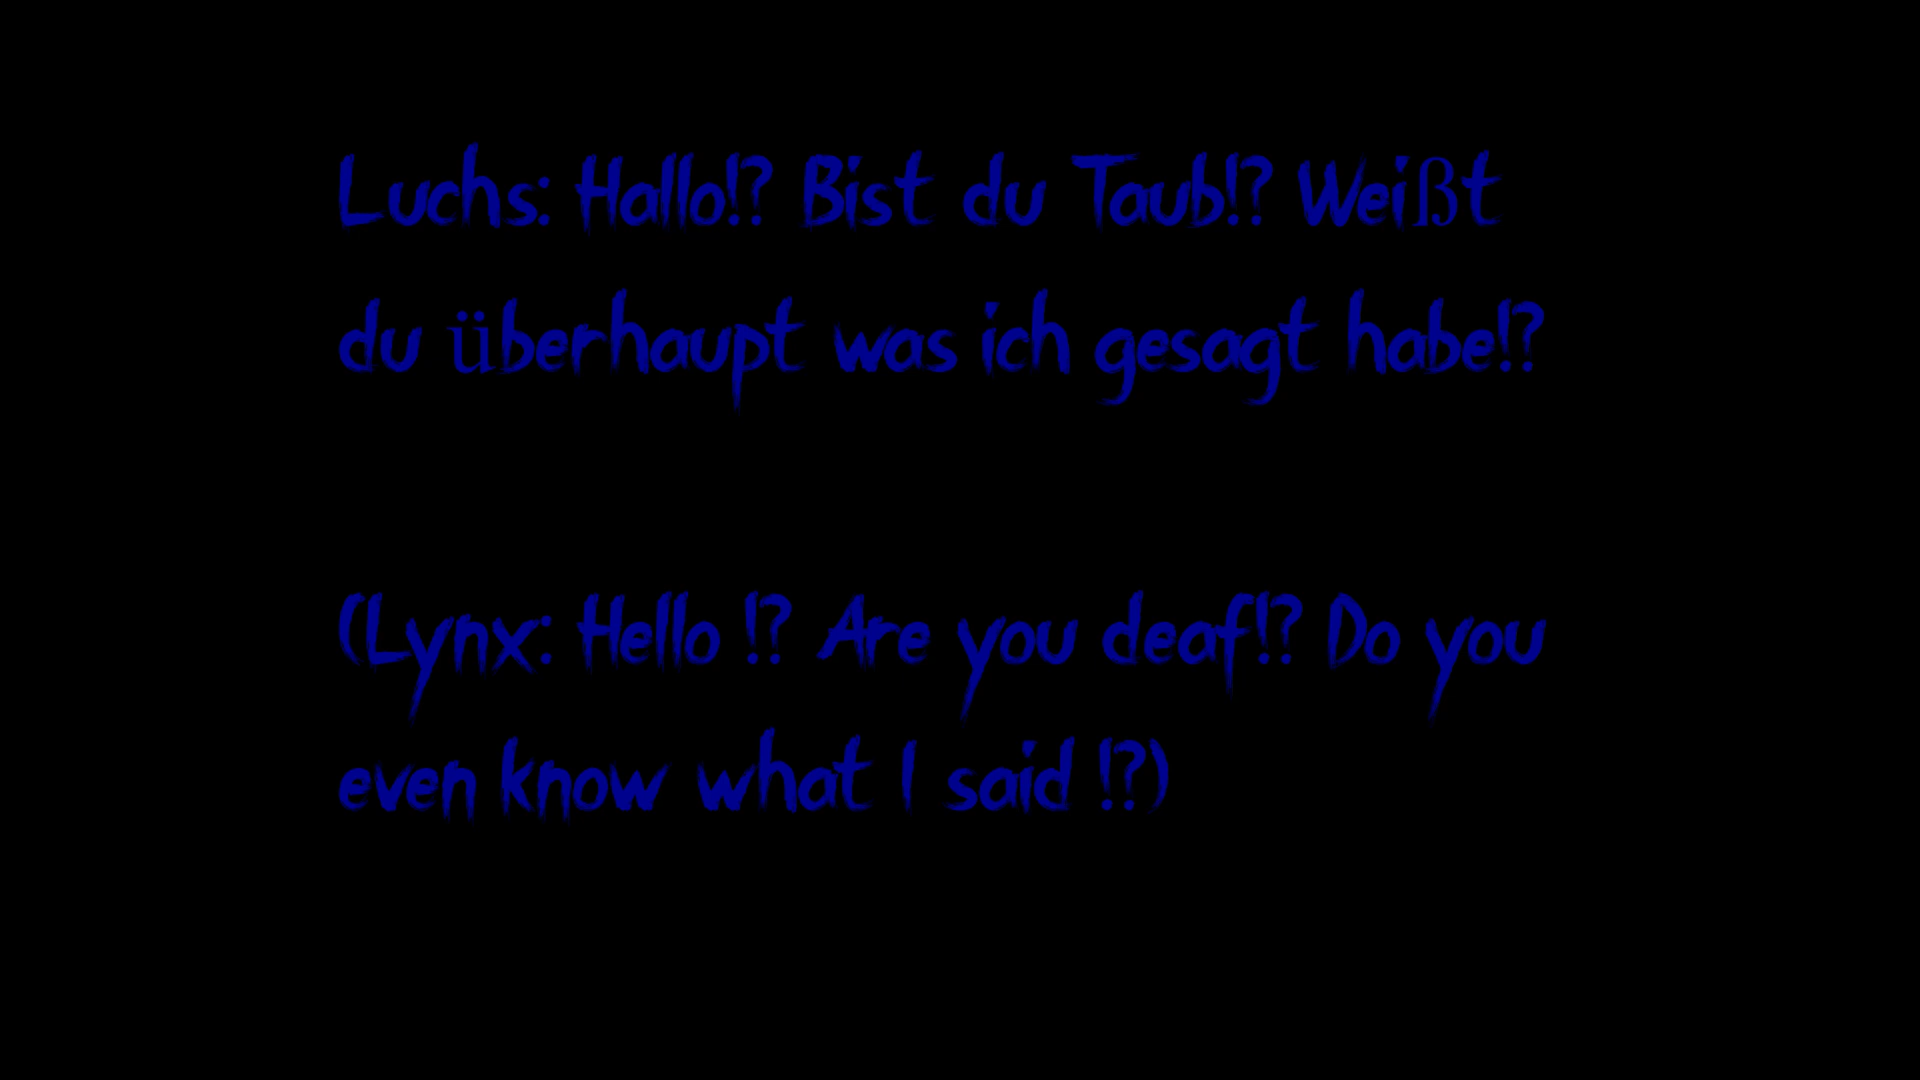 Luchs: Hallo!? Bist du Taub!? Weißt
du überhaupt was ich gesagt habe!?
(Lynx: Hello !? Are you deaf!? Do you
even know what I said !?)